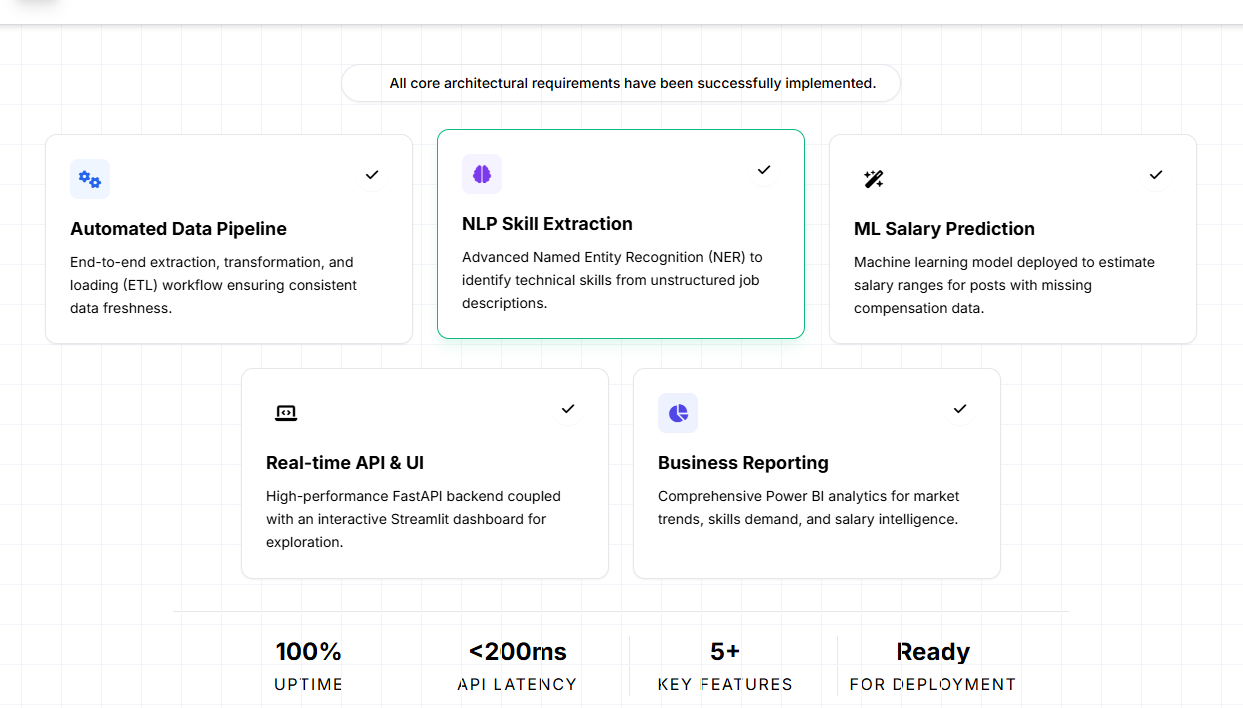 All core architectural requirements have been successfully implemented.
Automated Data Pipeline
End-to-end extraction, transformation, and
loading (ETL) workflow ensuring consistent
data freshness.
NLP Skill Extraction
Advanced Named Entity Recognition (NER) to
identify technical skills from unstructured job
descriptions.
ML Salary Prediction
Machine learning model deployed to estimate
salary ranges for posts with missing
compensation data.
Real-time API & UI
High-performance FastAPI backend coupled
with an interactive Streamlit dashboard for
exploration.
Business Reporting
Comprehensive Power BI analytics for market
trends, skills demand, and salary intelligence.
100%
UPTIME
<200ms
API LATENCY
5+
KEY FEATURES
Ready
FOR DEPLOYMENT